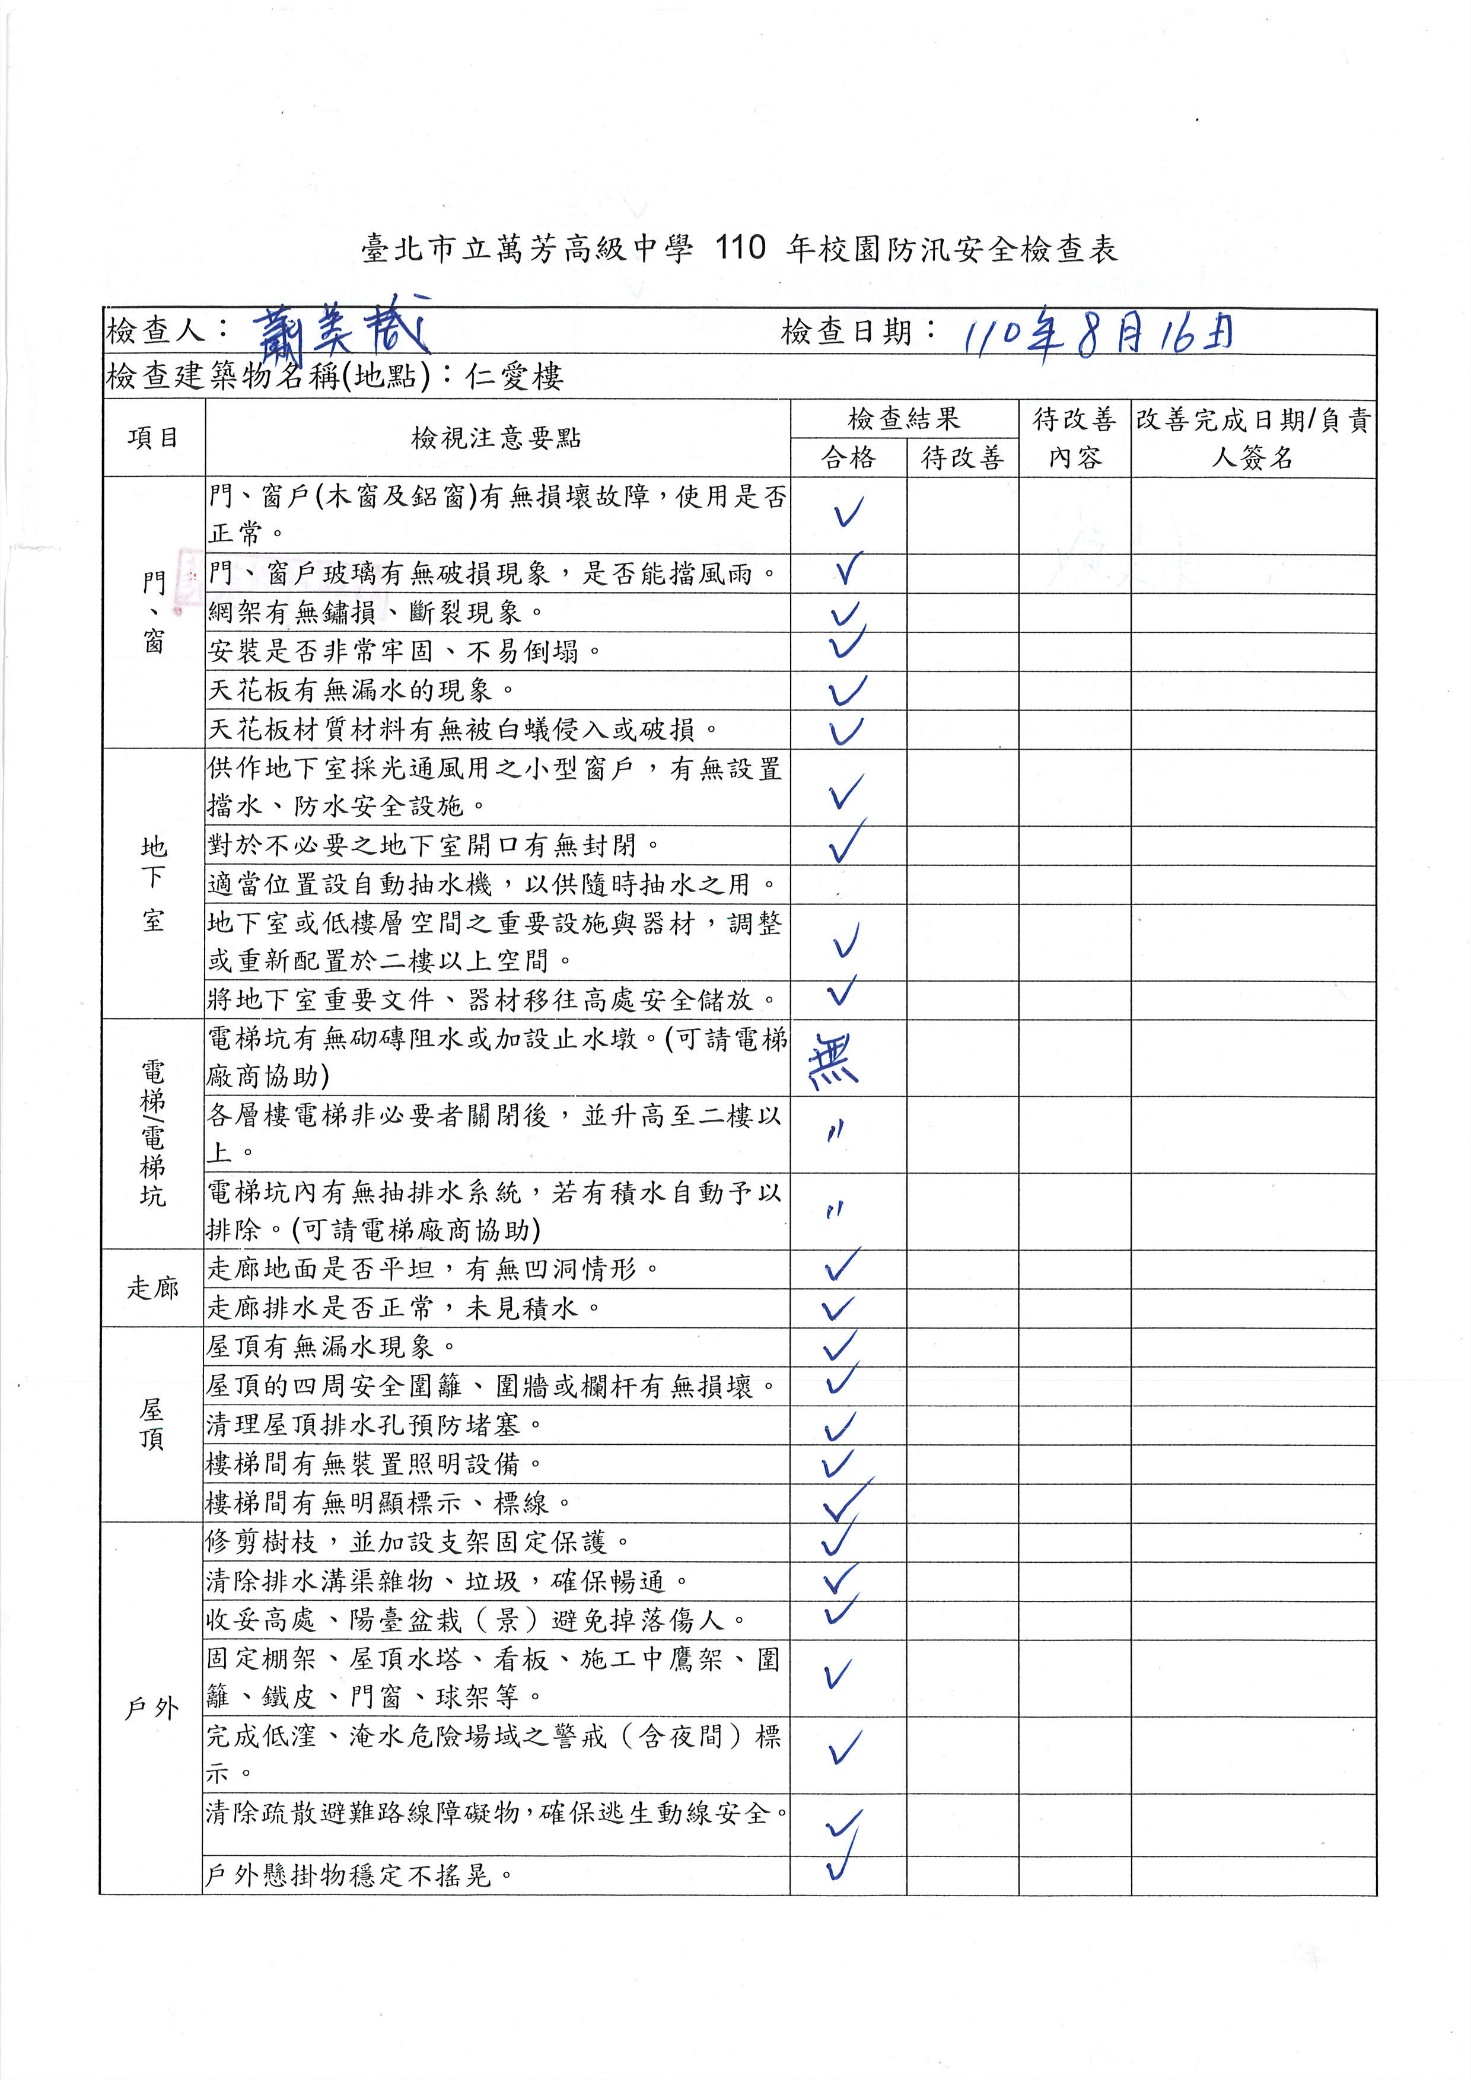 臺北市立萬芳高級中學 110 年校園防汛安全檢查表
檢查人：蕭美 檢查日期：110年8月16日
檢查建築物名稱(地點)：仁愛樓
項目 檢視注意要點 檢查結果 待改善 改善完成日期/負責
合格 待改善 內容 人簽名
門、窗
門、窗戶(木窗及鋁窗)有無損壞故障，使用是否
正常。 ✓
門、窗戶玻璃有無破損現象，是否能擋風雨。 ✓
網架有無鏽損、斷裂現象。 ✓
安裝是否非常牢固、不易倒塌。 ✓
天花板有無漏水的現象。 ✓
天花板材質材料有無被白蟻侵入或破損。 ✓
地下室
供作地下室採光通風用之小型窗戶，有無設置
擋水、防水安全設施。 ✓
對於不必要之地下室開口有無封閉。 ✓
適當位置設自動抽水機，以供隨時抽水之用。
地下室或低樓層空間之重要設施與器材，調整
或重新配置於二樓以上空間。 ✓
將地下室重要文件、器材移往高處安全儲放。 ✓
電梯/電梯坑
電梯坑有無砌磚阻水或加設止水墩。(可請電梯
廠商協助) 無
各層樓電梯非必要者關閉後，並升高至二樓以
上。 〃
電梯坑內有無抽排水系統，若有積水自動予以
排除。(可請電梯廠商協助) 〃
走廊
走廊地面是否平坦，有無凹洞情形。 ✓
走廊排水是否正常，未見積水。 ✓
屋頂
屋頂有無漏水現象。 ✓
屋頂的四周安全圍籬、圍牆或欄杆有無損壞。 ✓
清理屋頂排水孔預防堵塞。 ✓
樓梯間有無裝置照明設備。 ✓
樓梯間有無明顯標示、標線。 ✓
戶外
修剪樹枝，並加設支架固定保護。 ✓
清除排水溝渠雜物、垃圾，確保暢通。 ✓
收妥高處、陽臺盆栽（景）避免掉落傷人。 ✓
固定棚架、屋頂水塔、看板、施工中鷹架、圍
籬、鐵皮、門窗、球架等。 ✓
完成低窪、淹水危險場域之警戒（含夜間）標
示。 ✓
清除疏散避難路線障礙物，確保逃生動線安全。 ✓
戶外懸掛物穩定不搖晃。 ✓